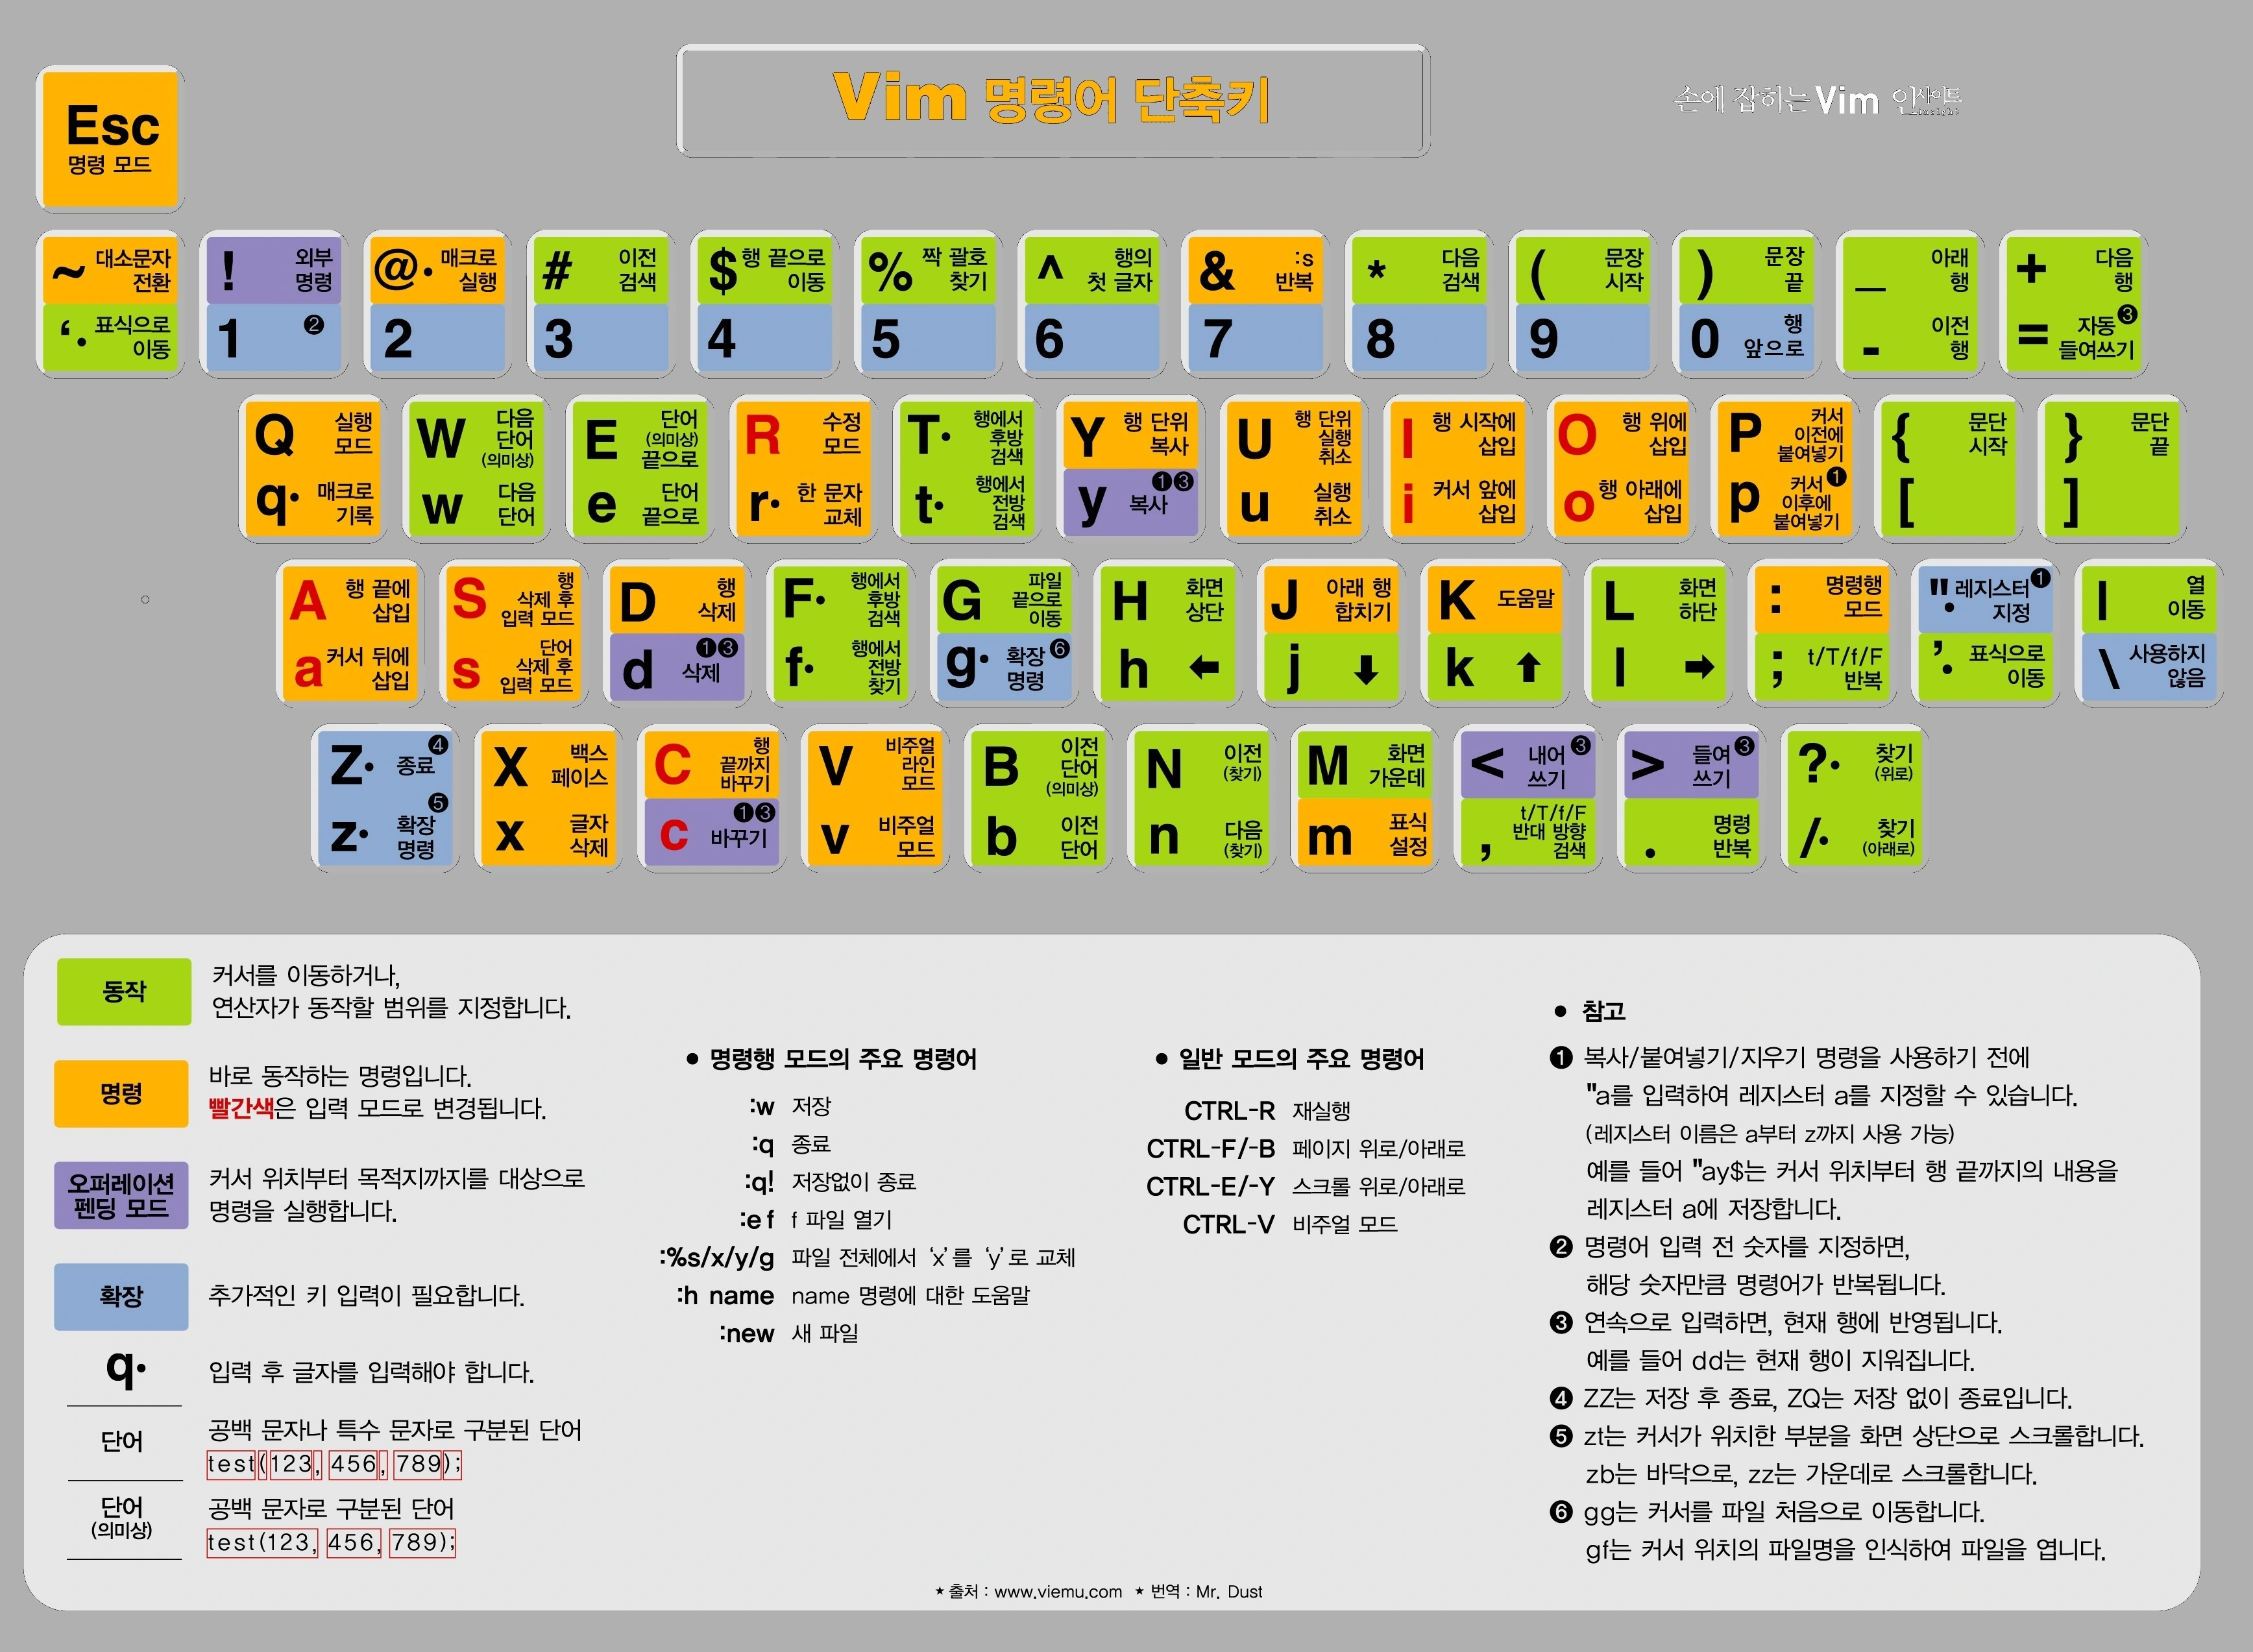 Vim 명령어 단축키
손에 잡히는 Vim 인사이트
insight
Esc
명령 모드
~ 대소문자
전환
‘• 표식으로
이동
! 외부
명령
1 ❷
@• 매크로
실행
2
# 이전
검색
3
$ 행 끝으로
이동
4
% 짝 괄호
찾기
5
^ 행의
첫 글자
6
& :s
반복
7
* 다음
검색
8
( 문장
시작
9
) 문장
끝
0 행
앞으로
_ 아래
행
- 이전
행
+ 다음
행
= 자동 ❸
들여쓰기
Q 실행
모드
q• 매크로
기록
W 다음
단어
(의미상)
w 다음
단어
E 단어
(의미상)
끝으로
e 단어
끝으로
R 수정
모드
r• 한 문자
교체
T• 행에서
후방
검색
t• 행에서
전방
검색
Y 행 단위
복사
y 복사 ❶❸
U 행 단위
실행
취소
u 실행
취소
I 행 시작에
삽입
i 커서 앞에
삽입
O 행 위에
삽입
o 행 아래에
삽입
P 커서
이전에
붙여넣기
p 커서 ❶
이후에
붙여넣기
{ 문단
시작
[
} 문단
끝
]
A 행 끝에
삽입
a 커서 뒤에
삽입
S 행
삭제 후
입력 모드
s 단어
삭제 후
입력 모드
D 행
삭제
d 삭제 ❶❸
F• 행에서
후방
검색
f• 행에서
전방
찾기
G 파일
끝으로
이동
g• 확장 ❻
명령
H 화면
상단
h ←
J 아래 행
합치기
j ↓
K 도움말
k ↑
L 화면
하단
l →
: 명령행
모드
; t/T/f/F
반복
"• 레지스터 ❶
지정
’• 표식으로
이동
| 열
이동
\ 사용하지
않음
Z• 종료 ❹
z• 확장 ❺
명령
X 백스
페이스
x 글자
삭제
C 행
끝까지
바꾸기
c 바꾸기 ❶❸
V 비주얼
라인
모드
v 비주얼
모드
B 이전
단어
(의미상)
b 이전
단어
N 이전
(찾기)
n 다음
(찾기)
M 화면
가운데
m 표식
설정
< 내어 ❸
쓰기
, t/T/f/F
반대 방향
검색
> 들여 ❸
쓰기
. 명령
반복
?• 찾기
(위로)
/• 찾기
(아래로)
동작
커서를 이동하거나,
연산자가 동작할 범위를 지정합니다.
명령
바로 동작하는 명령입니다.
빨간색은 입력 모드로 변경됩니다.
오퍼레이션
펜딩 모드
커서 위치부터 목적지까지를 대상으로
명령을 실행합니다.
확장 추가적인 키 입력이 필요합니다.
q• 입력 후 글자를 입력해야 합니다.
단어
공백 문자나 특수 문자로 구분된 단어
test(123, 456, 789);
단어
(의미상)
공백 문자로 구분된 단어
test(123, 456, 789);
● 명령행 모드의 주요 명령어
:w 저장
:q 종료
:q! 저장없이 종료
:e f f 파일 열기
:%s/x/y/g 파일 전체에서 ‘x’를 ‘y’로 교체
:h name name 명령에 대한 도움말
:new 새 파일
● 일반 모드의 주요 명령어
CTRL-R 재실행
CTRL-F/-B 페이지 위로/아래로
CTRL-E/-Y 스크롤 위로/아래로
CTRL-V 비주얼 모드
● 참고
❶ 복사/붙여넣기/지우기 명령을 사용하기 전에
"a를 입력하여 레지스터 a를 지정할 수 있습니다.
(레지스터 이름은 a부터 z까지 사용 가능)
예를 들어 "ay$는 커서 위치부터 행 끝까지의 내용을
레지스터 a에 저장합니다.
❷ 명령어 입력 전 숫자를 지정하면,
해당 숫자만큼 명령어가 반복됩니다.
❸ 연속으로 입력하면, 현재 행에 반영됩니다.
예를 들어 dd는 현재 행이 지워집니다.
❹ ZZ는 저장 후 종료, ZQ는 저장 없이 종료입니다.
❺ zt는 커서가 위치한 부분을 화면 상단으로 스크롤합니다.
zb는 바닥으로, zz는 가운데로 스크롤합니다.
❻ gg는 커서를 파일 처음으로 이동합니다.
gf는 커서 위치의 파일명을 인식하여 파일을 엽니다.
★ 출처 : www.viemu.com ★ 번역 : Mr. Dust